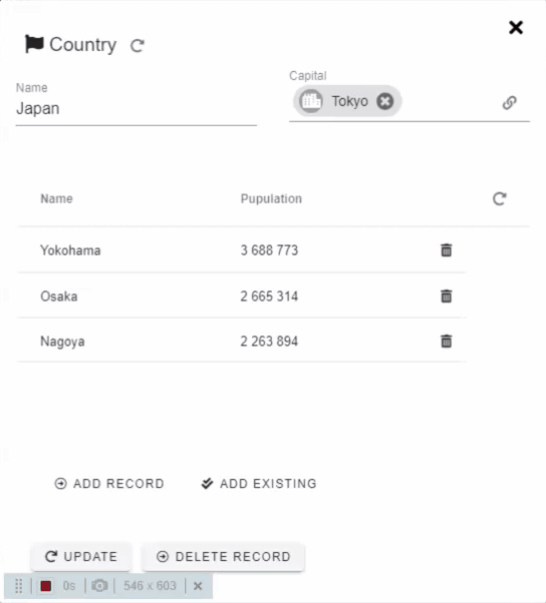 Country
Name
Capital
Japan
Tokyo
Name Pupulation
Yokohama 3 688 773
Osaka 2 665 314
Nagoya 2 263 894
ADD RECORD ADD EXISTING
UPDATE DELETE RECORD
0s 546 x 603